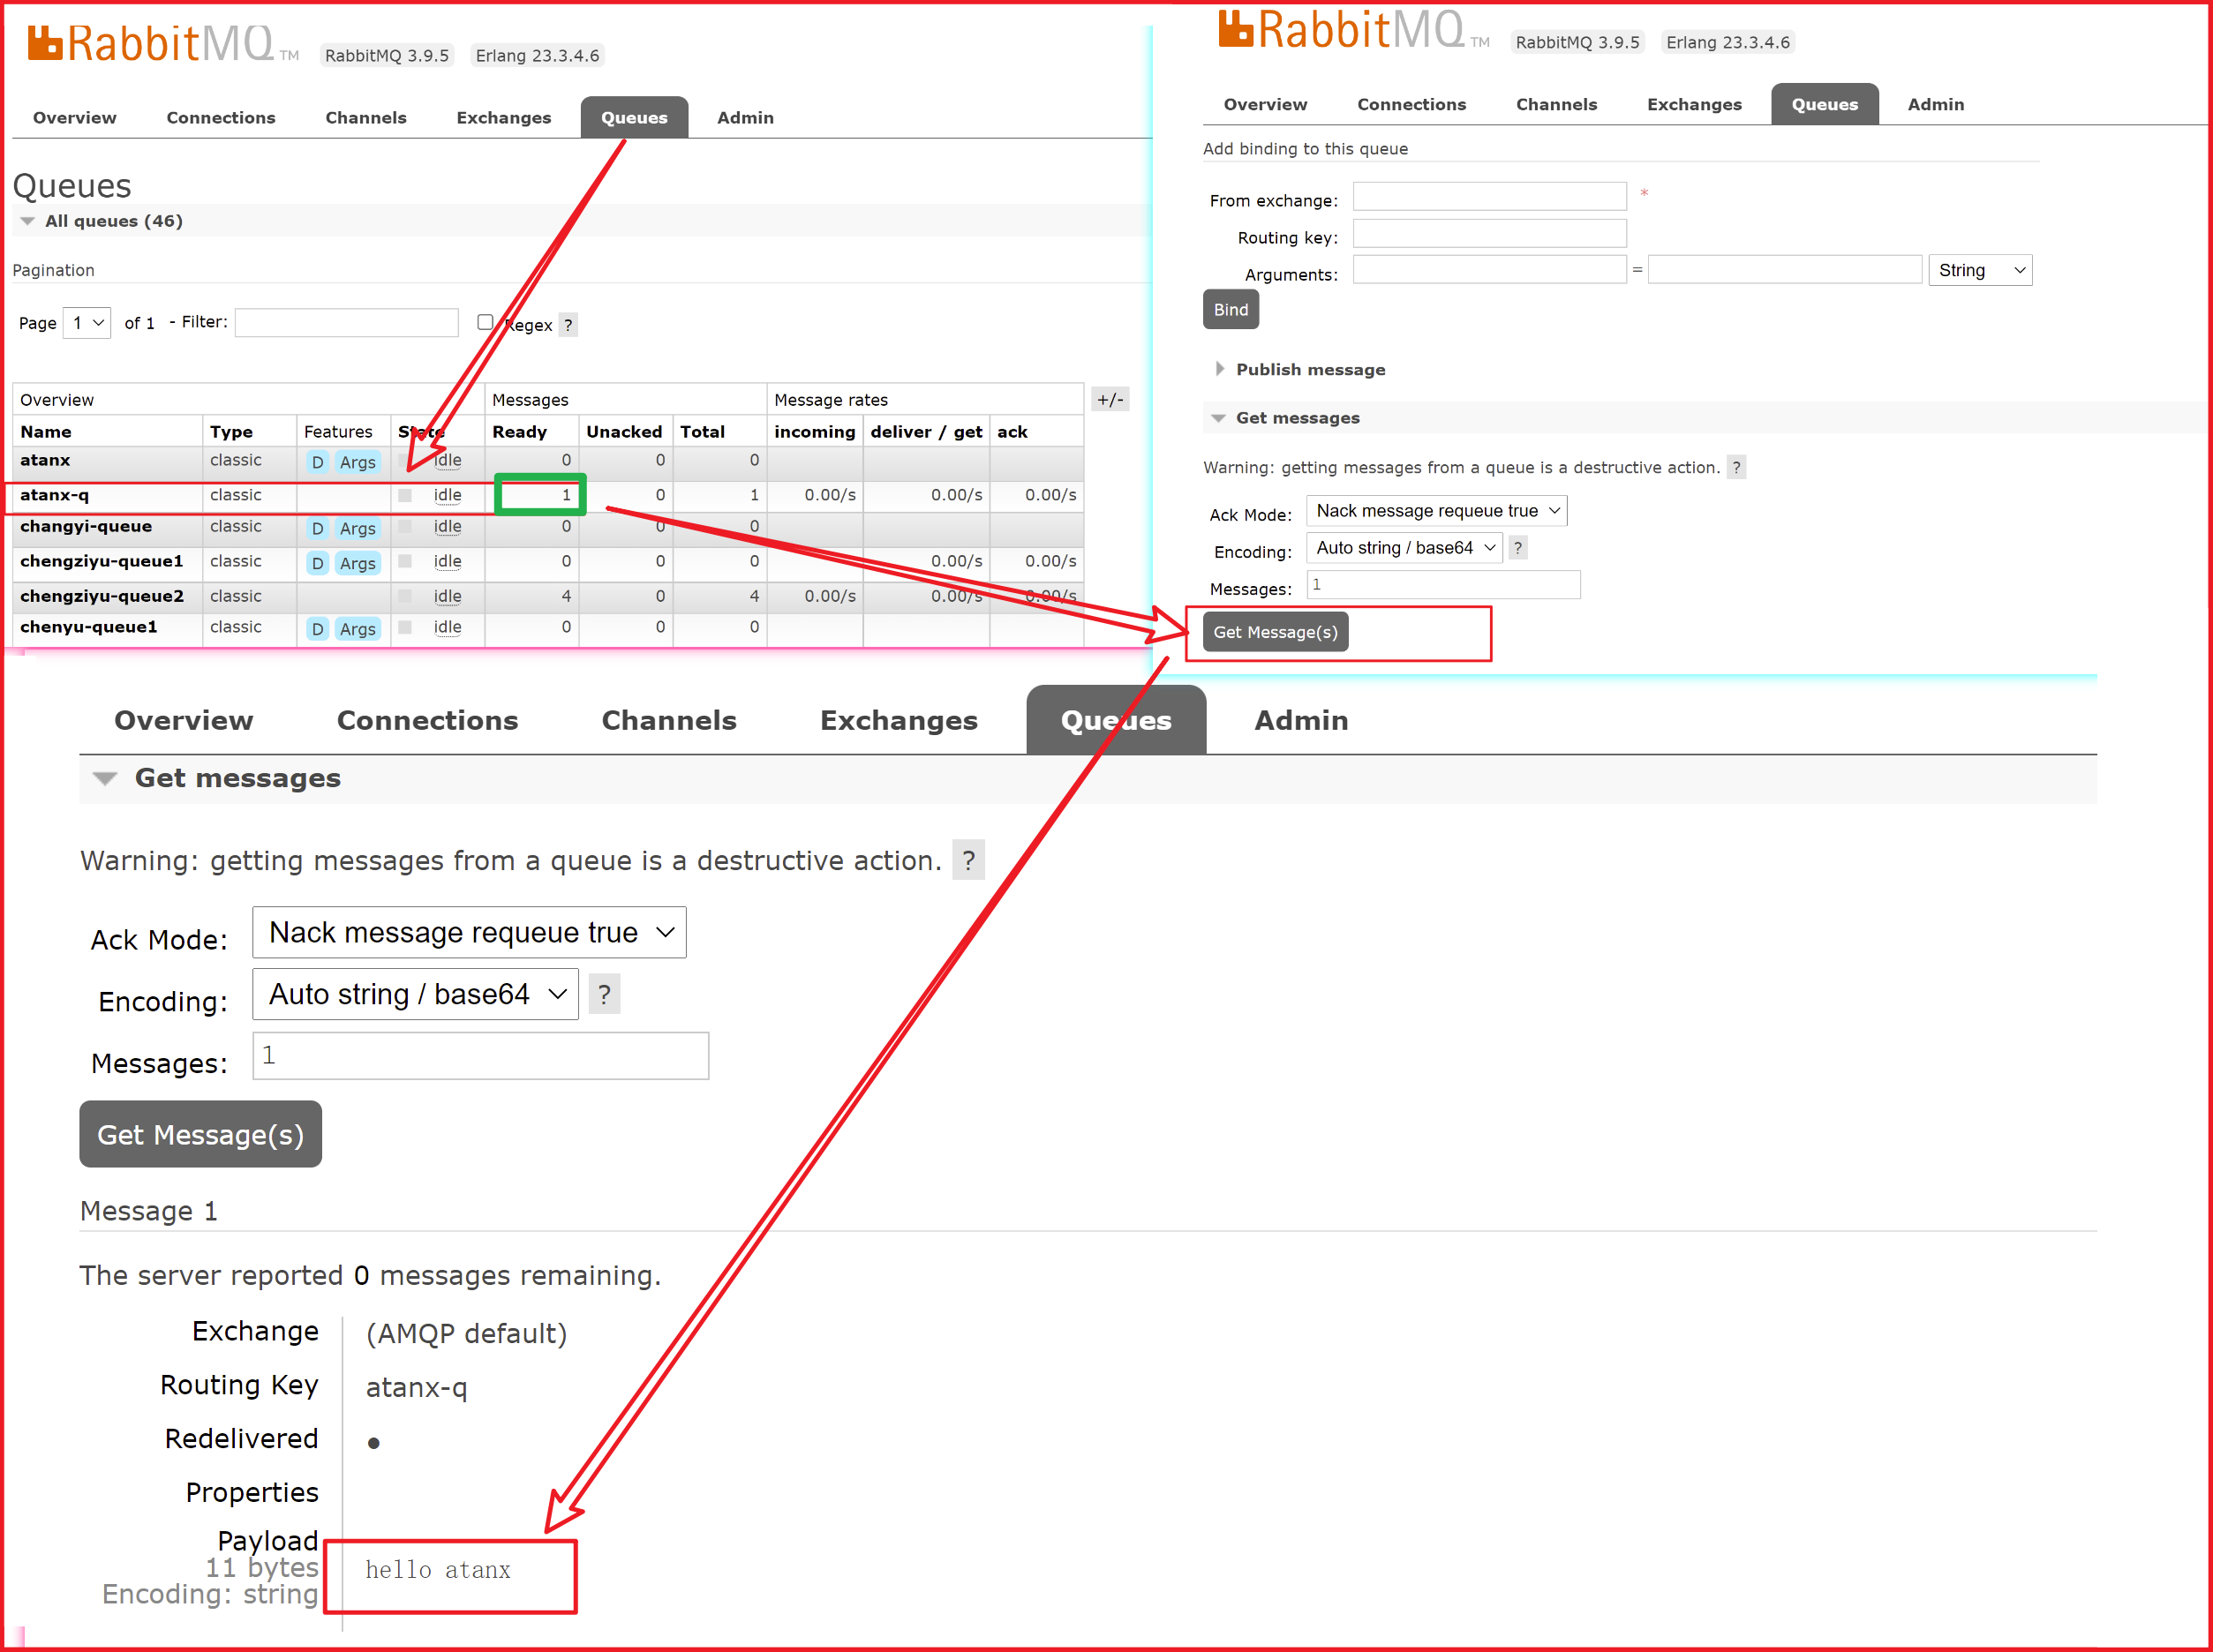 RabbitMQ TM RabbitMQ 3.9.5 Erlang 23.3.4.6
Overview Connections Channels Exchanges Queues Admin
Queues
All queues (46)
Pagination
Page 1 of 1 - Filter: Regex ?
Overview Messages Message rates +/-
Name Type Features State Ready Unacked Total incoming deliver / get ack
atanx classic D Args idle 0 0 0
atanx-q classic idle 1 0 1 0.00/s 0.00/s 0.00/s
changyi-queue classic D Args idle 0 0 0
chengziyu-queue1 classic D Args idle 0 0 0 0.00/s 0.00/s
chengziyu-queue2 classic idle 4 0 4 0.00/s 0.00/s 0.00/s
chenyu-queue1 classic D Args idle 0 0 0
RabbitMQ TM RabbitMQ 3.9.5 Erlang 23.3.4.6
Overview Connections Channels Exchanges Queues Admin
Add binding to this queue
From exchange: *
Routing key:
Arguments: = String
Bind
Publish message
Get messages
Warning: getting messages from a queue is a destructive action. ?
Ack Mode: Nack message requeue true
Encoding: Auto string / base64 ?
Messages: 1
Get Message(s)
Overview Connections Channels Exchanges Queues Admin
Get messages
Warning: getting messages from a queue is a destructive action. ?
Ack Mode: Nack message requeue true
Encoding: Auto string / base64 ?
Messages: 1
Get Message(s)
Message 1
The server reported 0 messages remaining.
Exchange (AMQP default)
Routing Key atanx-q
Redelivered ●
Properties
Payload
11 bytes hello atanx
Encoding: string